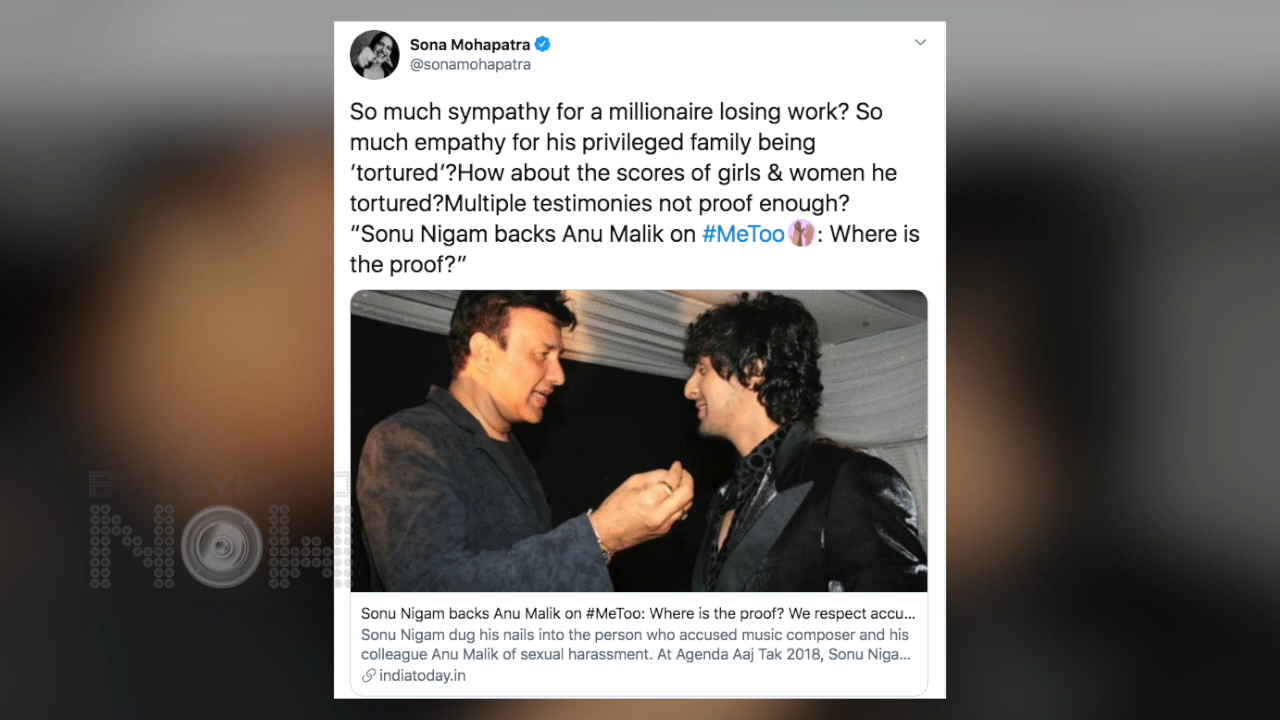 Sona Mohapatra
@sonamohapatra
So much sympathy for a millionaire losing work? So
much empathy for his privileged family being
‘tortured’?How about the scores of girls & women he
tortured?Multiple testimonies not proof enough?
“Sonu Nigam backs Anu Malik on #MeToo🙌🏽: Where is
the proof?”
BOLLYWOOD
NOW
Sonu Nigam backs Anu Malik on #MeToo: Where is the proof? We respect accu...
Sonu Nigam dug his nails into the person who accused music composer and his
colleague Anu Malik of sexual harassment. At Agenda Aaj Tak 2018, Sonu Niga...
indiatoday.in